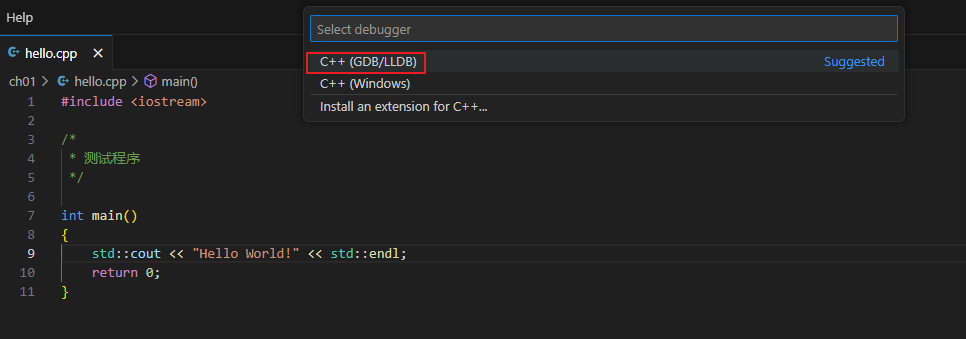 Help
Select debugger
hello.cpp
C++ (GDB/LLDB) Suggested
ch01 > hello.cpp > main()
C++ (Windows)
1 #include <iostream>
Install an extension for C++...
2
3 /*
4 * 测试程序
5 */
6
7 int main()
8 {
9 std::cout << "Hello World!" << std::endl;
10 return 0;
11 }